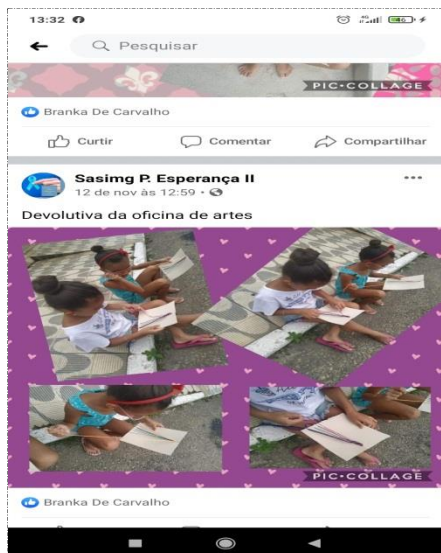 13:32
4G
Pesquisar
PIC•COLLAGE
Branka De Carvalho
Curtir Comentar Compartilhar
Sasimg P. Esperança II
12 de nov às 12:59 •
Devolutiva da oficina de artes
PIC•COLLAGE
Branka De Carvalho